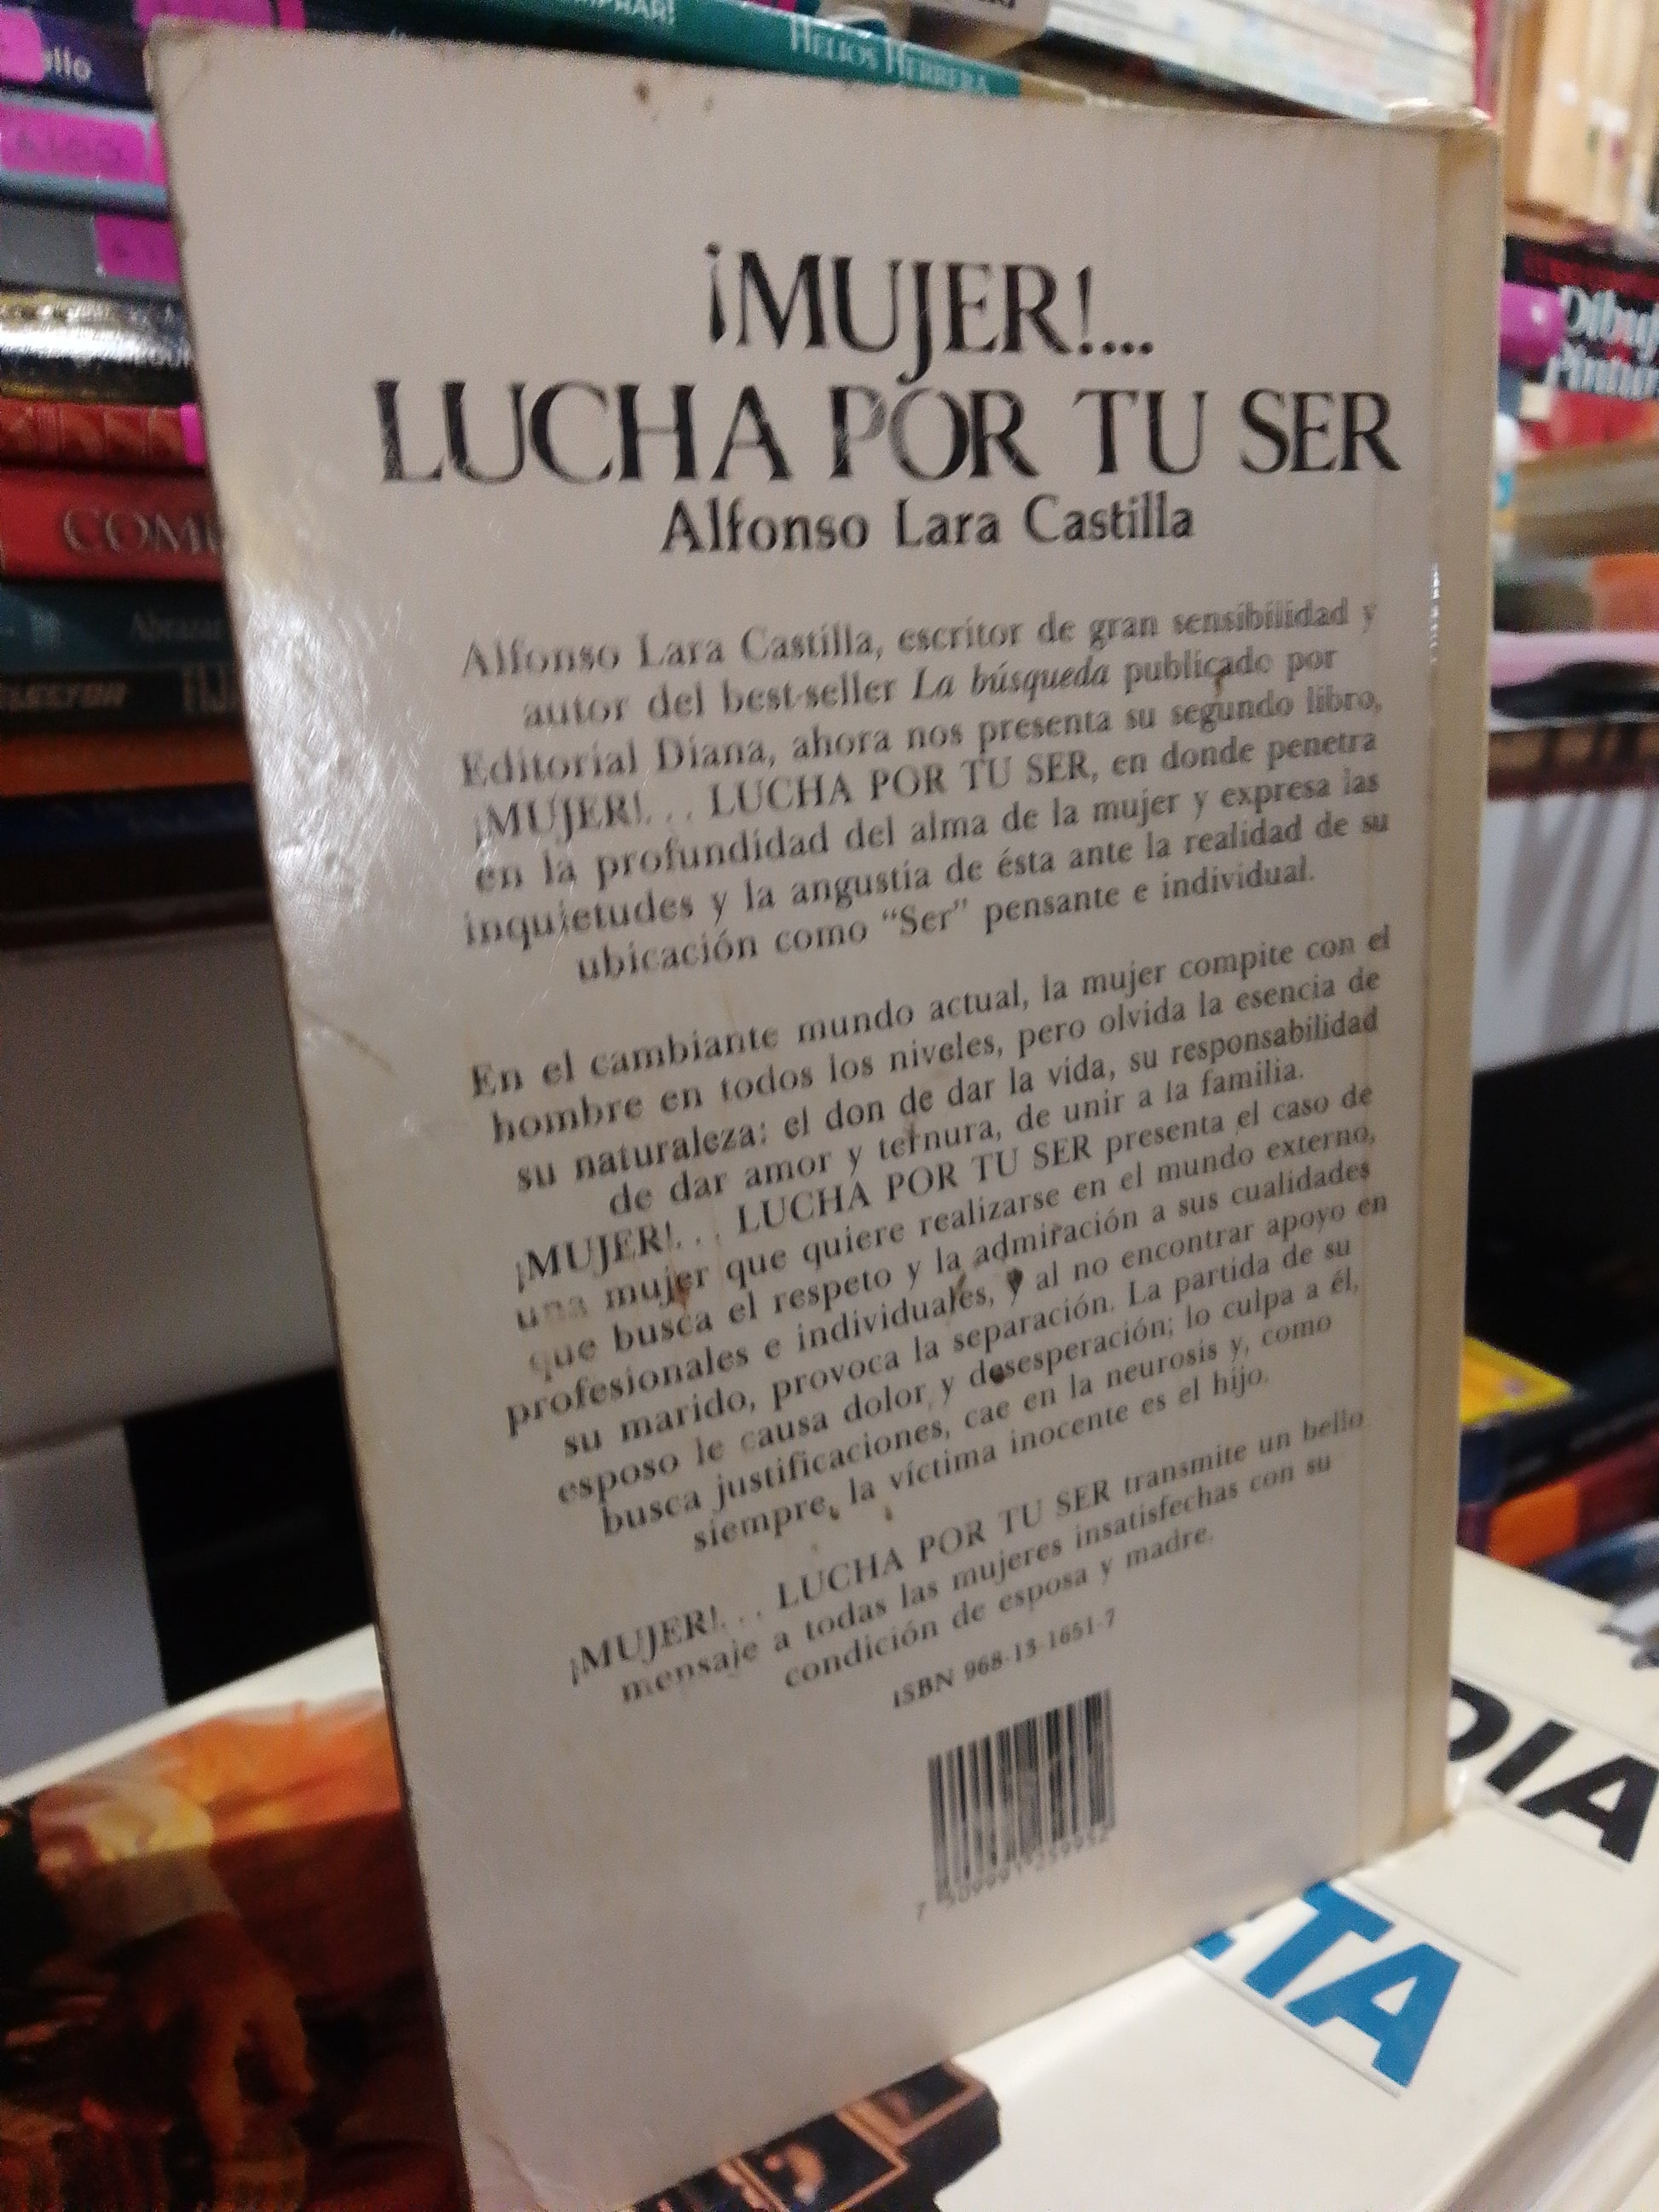 HELIOS HERRERA
¡MUJER!....
LUCHA POR TU SER
Alfonso Lara Castilla
Alfonso Lara Castilla, escritor de gran sensibilidad y
autor del best-seller La búsqueda publicado por
Editorial Diana, ahora nos presenta su segundo libro,
¡MUJER!... LUCHA POR TU SER, en donde penetra
en la profundidad del alma de la mujer y expresa las
inquietudes y la angustia de ésta ante la realidad de su
ubicación como “Ser” pensante e individual.
En el cambiante mundo actual, la mujer compite con el
hombre en todos los niveles, pero olvida la esencia de
su naturaleza: el don de dar la vida, su responsabilidad
de dar amor y ternura, de unir a la familia.
¡MUJER!... LUCHA POR TU SER presenta el caso de
una mujer que quiere realizarse en el mundo externo,
que busca el respeto y la admiración a sus cualidades
profesionales e individuales, y al no encontrar apoyo en
su marido, provoca la separación. La partida de su
esposo le causa dolor y desesperación; lo culpa a él,
busca justificaciones, cae en la neurosis y, como
siempre, la víctima inocente es el hijo.
¡MUJER!... LUCHA POR TU SER transmite un bello
mensaje a todas las mujeres insatisfechas con su
condición de esposa y madre.
ISBN 968-13-1651-7
DIA
TA